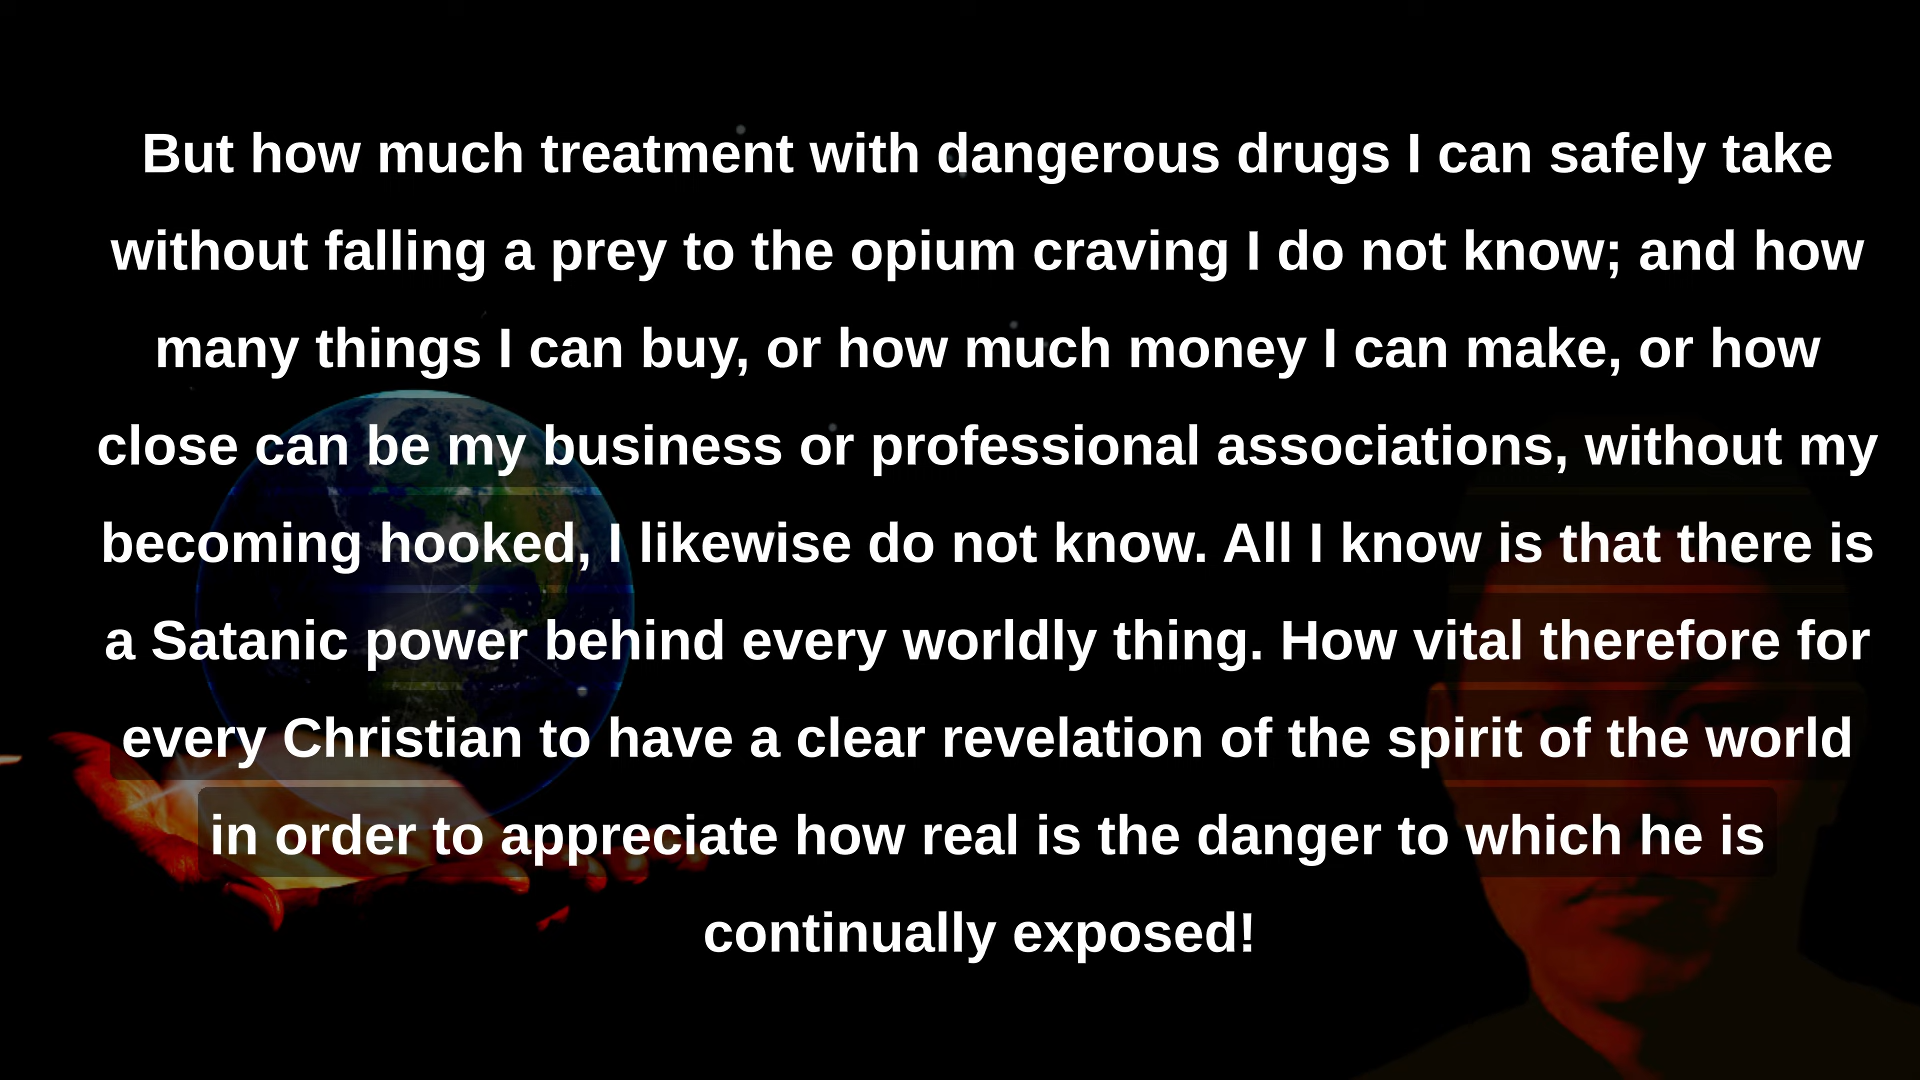 But how much treatment with dangerous drugs I can safely take
without falling a prey to the opium craving I do not know; and how
many things I can buy, or how much money I can make, or how
close can be my business or professional associations, without my
becoming hooked, I likewise do not know. All I know is that there is
a Satanic power behind every worldly thing. How vital therefore for
every Christian to have a clear revelation of the spirit of the world
in order to appreciate how real is the danger to which he is
continually exposed!